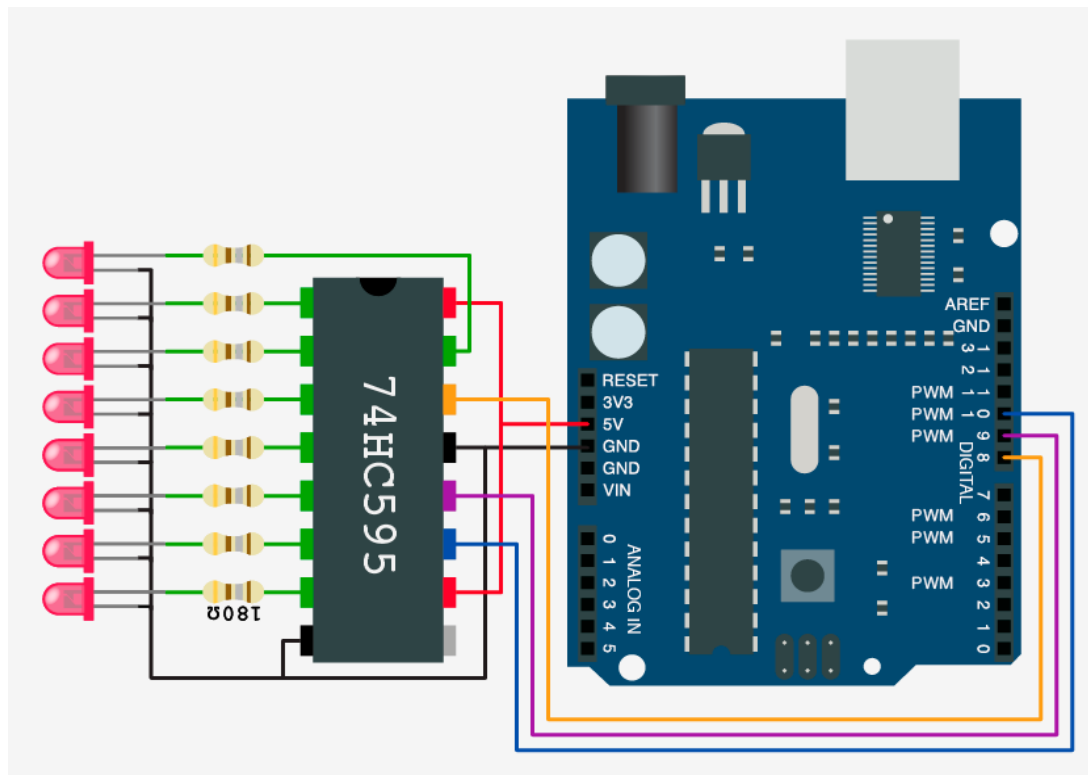 180Ω
74HC595
RESET
3V3
5V
GND
GND
VIN
ANALOG IN
0
1
2
3
4
5
AREF
GND
13
12
PWM 11
PWM 10
PWM 9
8
DIGITAL
7
PWM 6
PWM 5
4
PWM 3
2
1
0